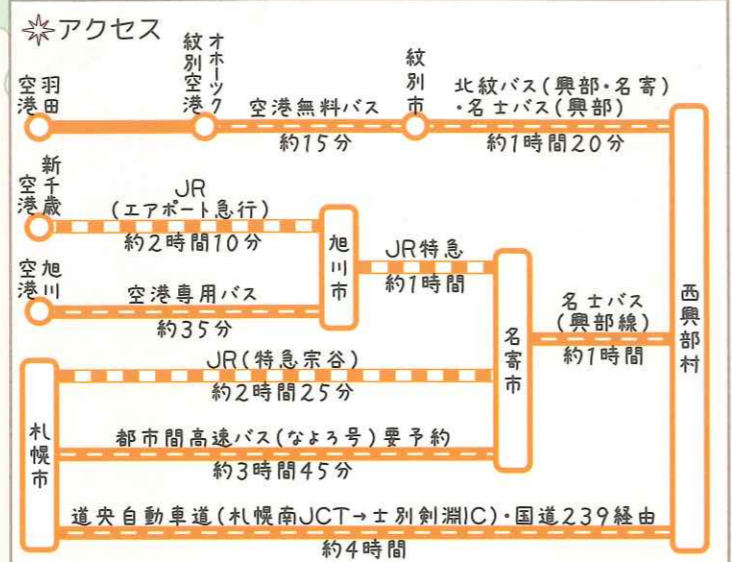 アクセス
羽田空港
オホーツク紋別空港
空港無料バス
約15分
紋別市
北紋バス(興部・名寄)
・名士バス(興部)
約1時間20分
新千歳空港
JR
(エアポート急行)
約2時間10分
旭川空港
空港専用バス
約35分
旭川市
JR特急
約1時間
名寄市
名士バス
(興部線)
約1時間
西興部村
札幌市
JR(特急宗谷)
約2時間25分
都市間高速バス(なよろ号)要予約
約3時間45分
道央自動車道(札幌南JCT→士別剣淵IC)・国道239経由
約4時間